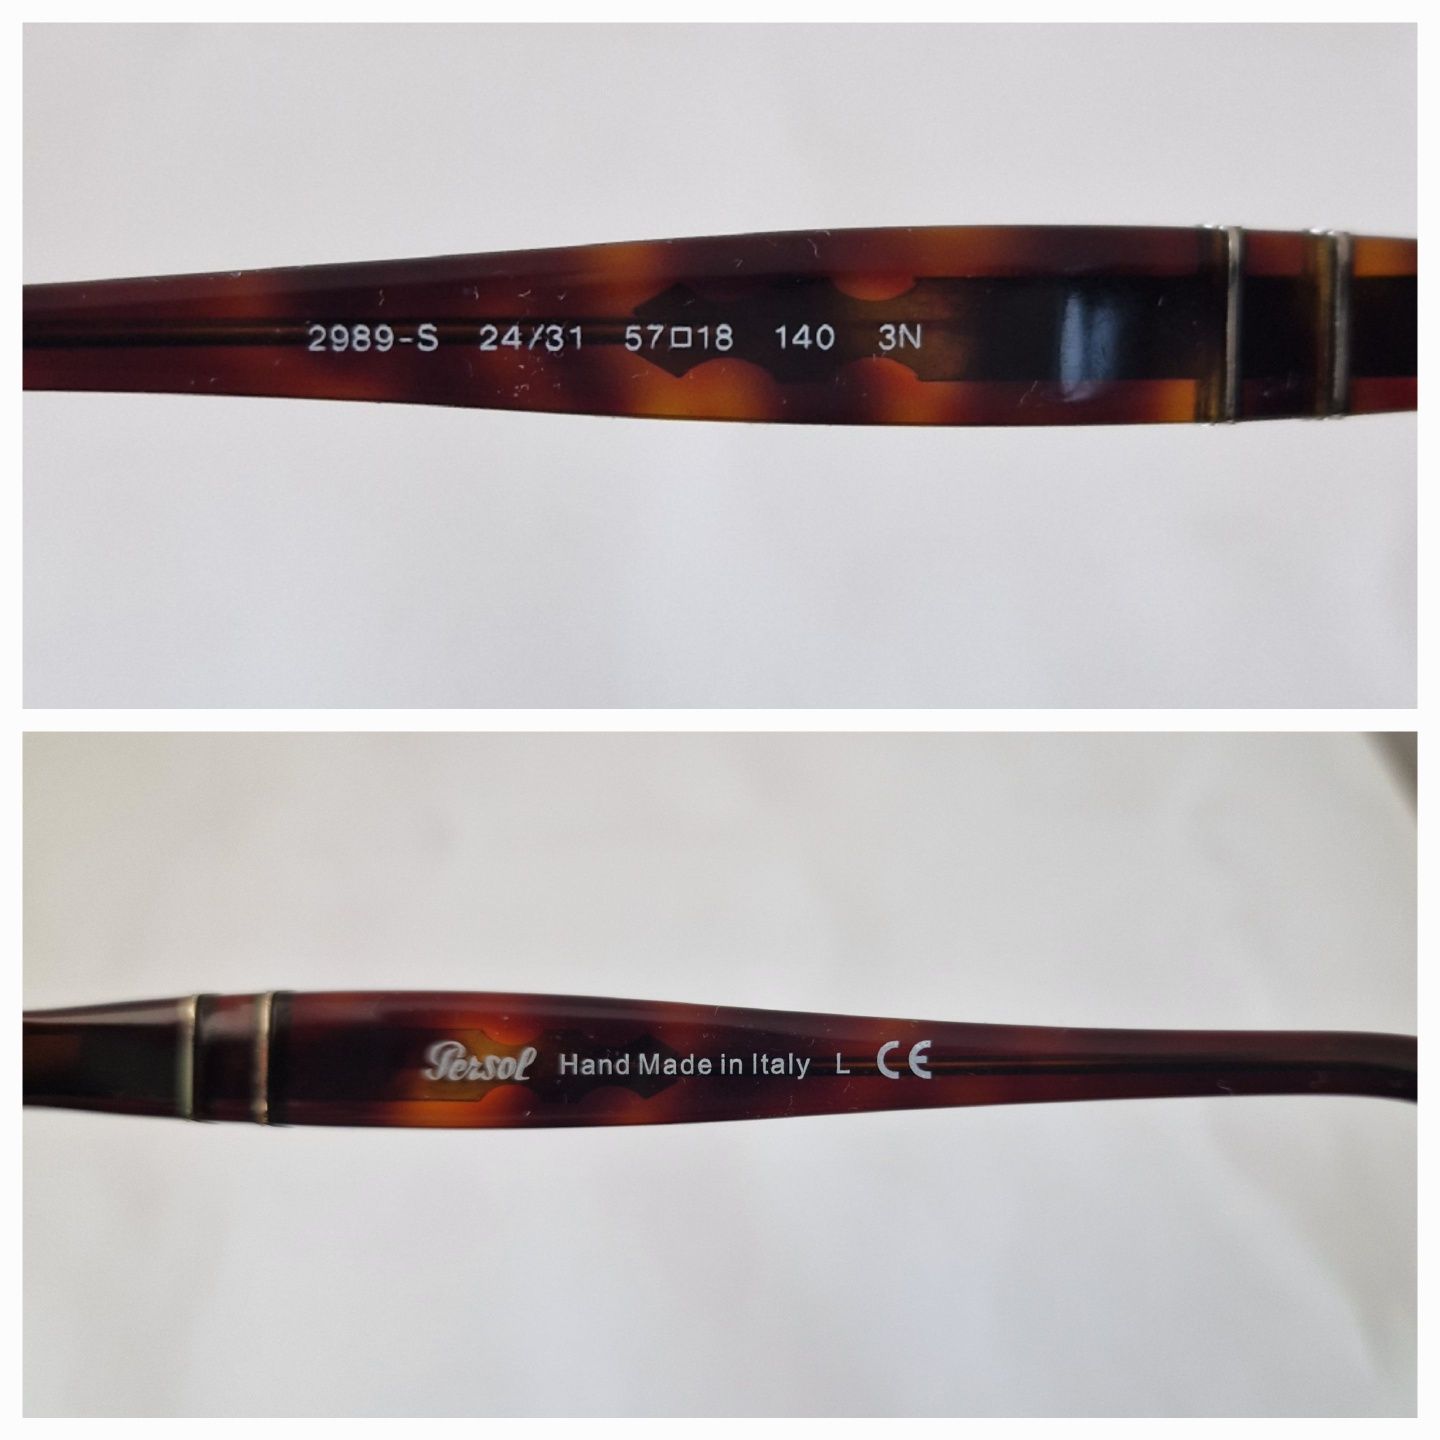 2989-S 24/31 57□18 140 3N
Persol Hand Made in Italy L CE